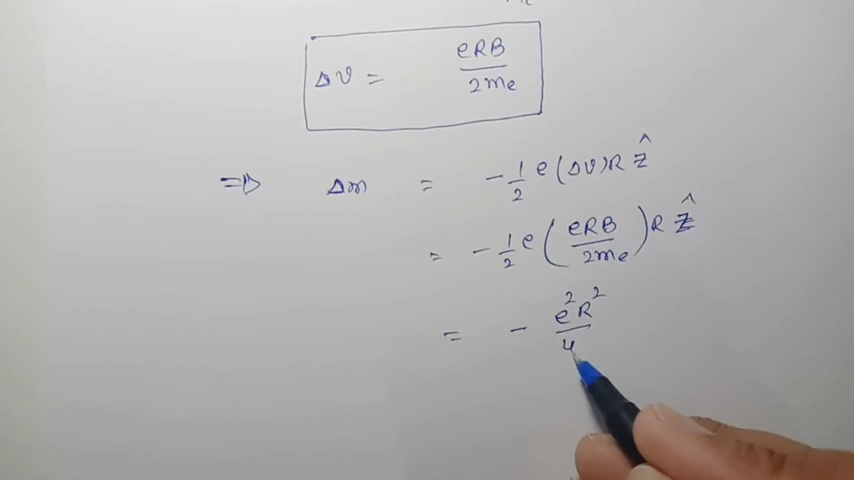 Δv = eRB / 2me
⇒ Δm = - 1/2 e (Δv) R ẑ
= - 1/2 e ( eRB / 2me ) R ẑ
= - e²R² / 4